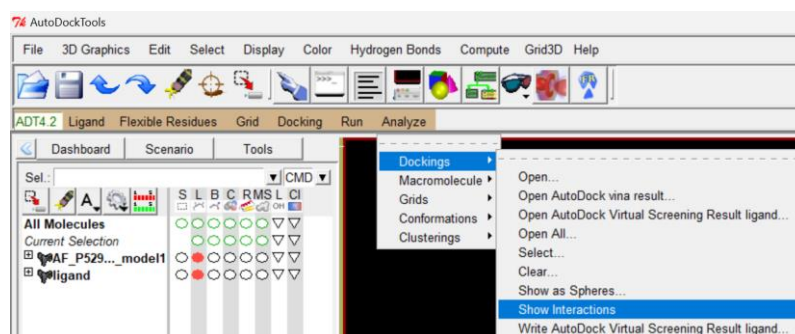 AutoDockTools
File 3D Graphics Edit Select Display Color Hydrogen Bonds Compute Grid3D Help
ADT4.2 Ligand Flexible Residues Grid Docking Run Analyze
Dashboard Scenario Tools
Sel.: CMD
S L B C R MS L Cl
All Molecules
Current Selection
AF_P529..._model1
ligand
Dockings
Macromolecule
Grids
Conformations
Clusterings
Open...
Open AutoDock vina result...
Open AutoDock Virtual Screening Result ligand...
Open All...
Select...
Clear...
Show as Spheres...
Show Interactions
Write AutoDock Virtual Screening Result ligand...